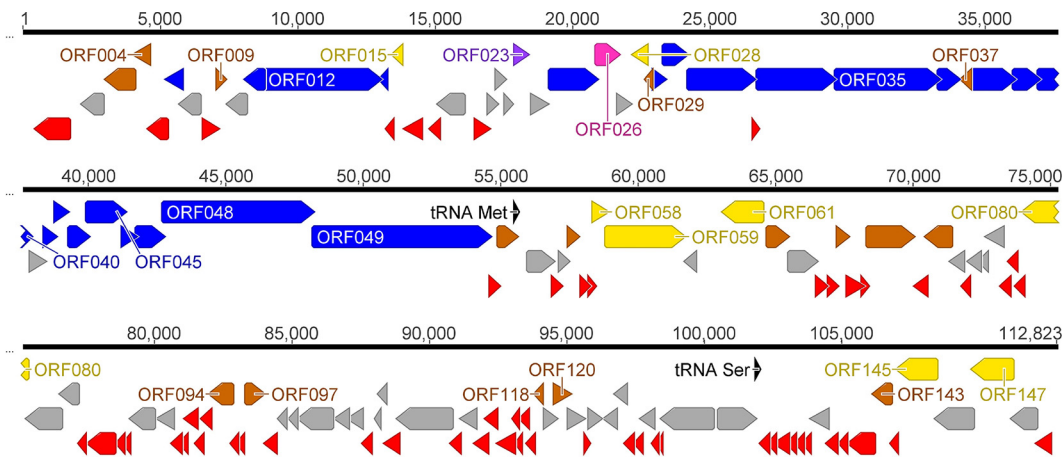 1 5,000 10,000 15,000 20,000 25,000 30,000 35,000
...
ORF004 ORF009 ORF015 ORF023 ORF028 ORF037
ORF012 ORF035
ORF029
ORF026
40,000 45,000 50,000 55,000 60,000 65,000 70,000 75,000
...
ORF048 tRNA Met ORF058 ORF061 ORF080
ORF049 ORF059
ORF040 ORF045
80,000 85,000 90,000 95,000 100,000 105,000 112,823
...
ORF080 ORF120 tRNA Ser ORF145
ORF094 ORF097 ORF118 ORF143 ORF147